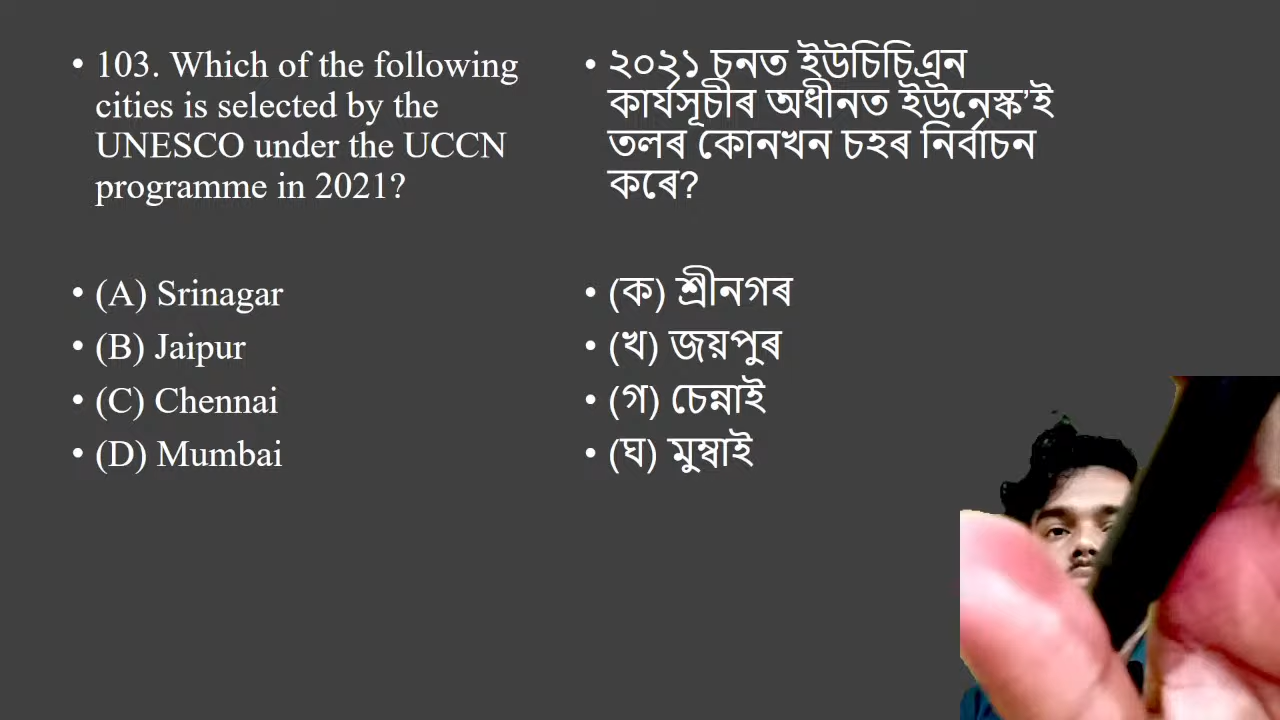 • 103. Which of the following
cities is selected by the
UNESCO under the UCCN
programme in 2021?
• (A) Srinagar
• (B) Jaipur
• (C) Chennai
• (D) Mumbai
• ২০২১ চনত ইউচিচিএন
কাৰ্যসূচীৰ অধীনত ইউনেস্ক’ই
তলৰ কোনখন চহৰ নিৰ্বাচন
কৰে?
• (ক) শ্ৰীনগৰ
• (খ) জয়পুৰ
• (গ) চেন্নাই
• (ঘ) মুম্বাই